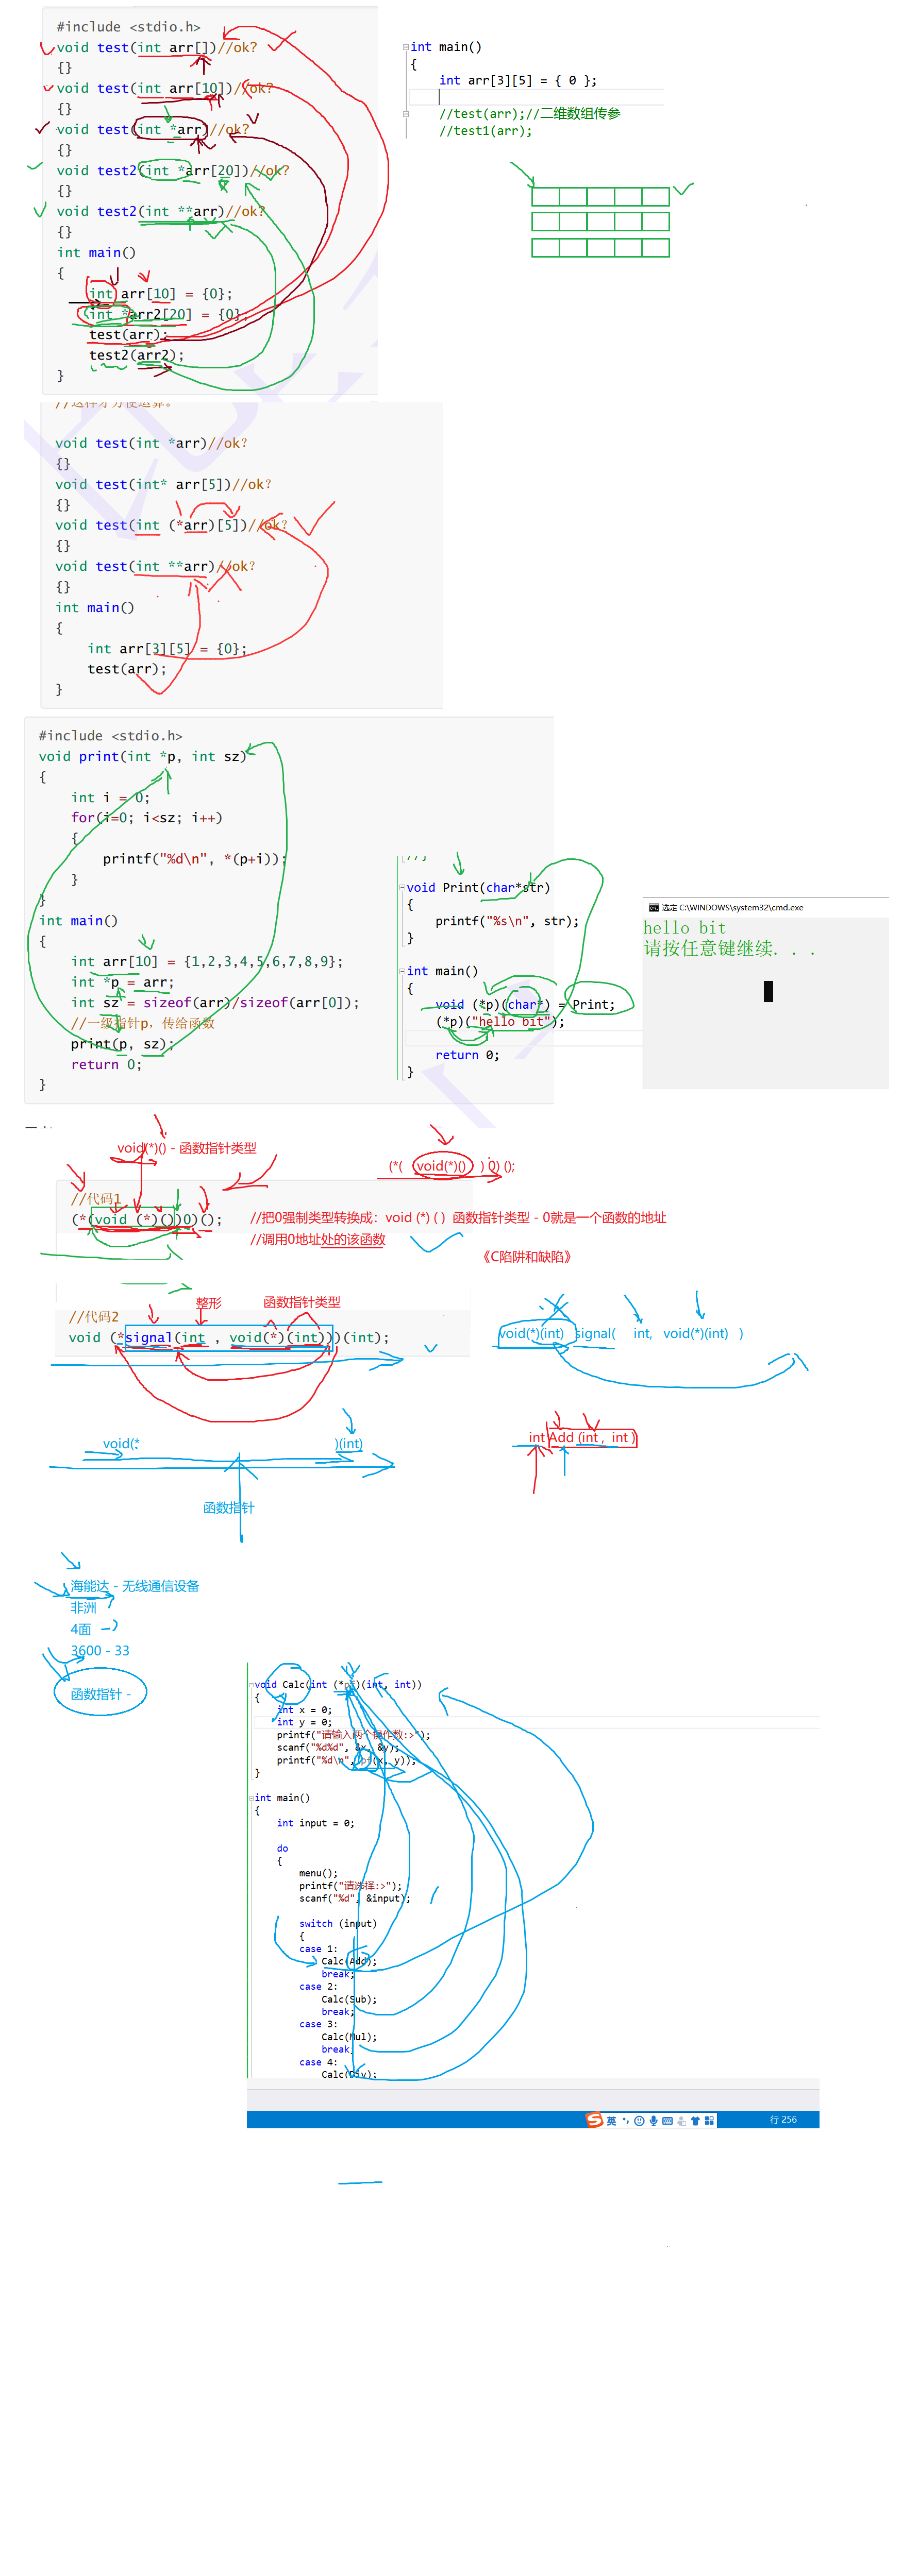 #include <stdio.h>
void test(int arr[])//ok?
{}
void test(int arr[10])//ok?
{}
void test(int *arr)//ok?
{}
void test2(int *arr[20])//ok?
{}
void test2(int **arr)//ok?
{}
int main()
{
int arr[10] = {0};
int *arr2[20] = {0};
test(arr);
test2(arr2);
}
int main()
{
int arr[3][5] = { 0 };
//test(arr);//二维数组传参
//test1(arr);
//这样才方便运算。
void test(int *arr)//ok?
{}
void test(int* arr[5])//ok?
{}
void test(int (*arr)[5])//ok?
{}
void test(int **arr)//ok?
{}
int main()
{
int arr[3][5] = {0};
test(arr);
}
#include <stdio.h>
void print(int *p, int sz)
{
int i = 0;
for(i=0; i<sz; i++)
{
printf("%d\n", *(p+i));
}
}
int main()
{
int arr[10] = {1,2,3,4,5,6,7,8,9};
int *p = arr;
int sz = sizeof(arr)/sizeof(arr[0]);
//一级指针p，传给函数
print(p, sz);
return 0;
}
void Print(char*str)
{
printf("%s\n", str);
}
int main()
{
void (*p)(char*) = Print;
(*p)("hello bit");
return 0;
}
选定 C:\WINDOWS\system32\cmd.exe
hello bit
请按任意键继续. . .
void(*)() - 函数指针类型
(*( void(*)() ) 0) ();
//代码1
(*(void (*)())0)();
//把0强制类型转换成：void (*) ( ) 函数指针类型 - 0就是一个函数的地址
//调用0地址处的该函数
《C陷阱和缺陷》
整形 函数指针类型
//代码2
void (*signal(int , void(*)(int)))(int);
void(*)(int) signal( int, void(*)(int) )
void(* )(int)
int Add (int , int )
函数指针
海能达 - 无线通信设备
非洲
4面
3600 - 33
函数指针 -
void Calc(int (*pf)(int, int))
{
int x = 0;
int y = 0;
printf("请输入两个操作数:>");
scanf("%d%d", &x, &y);
printf("%d\n", pf(x, y));
}
int main()
{
int input = 0;
do
{
menu();
printf("请选择:>");
scanf("%d", &input);
switch (input)
{
case 1:
Calc(Add);
break;
case 2:
Calc(Sub);
break;
case 3:
Calc(Mul);
break;
case 4:
Calc(Div);
英
行 256